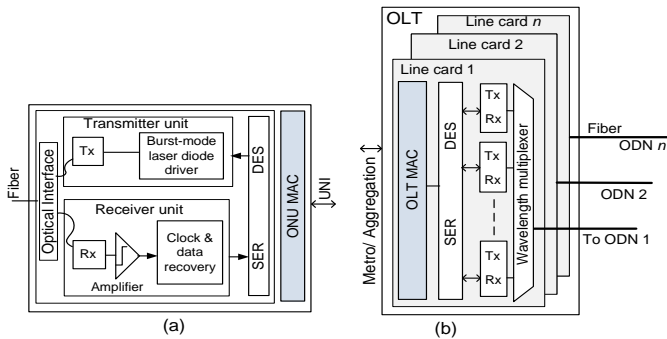 Fiber
Optical Interface
Transmitter unit
Tx
Burst-mode
laser diode
driver
Receiver unit
Rx
Amplifier
Clock &
data
recovery
DES
SER
ONU MAC
UNI
(a)
OLT
Line card n
Line card 2
Line card 1
Metro/ Aggregation
OLT MAC
DES
SER
Tx
Rx
Tx
Rx
Tx
Rx
Wavelength multiplexer
Fiber
ODN n
ODN 2
To ODN 1
(b)